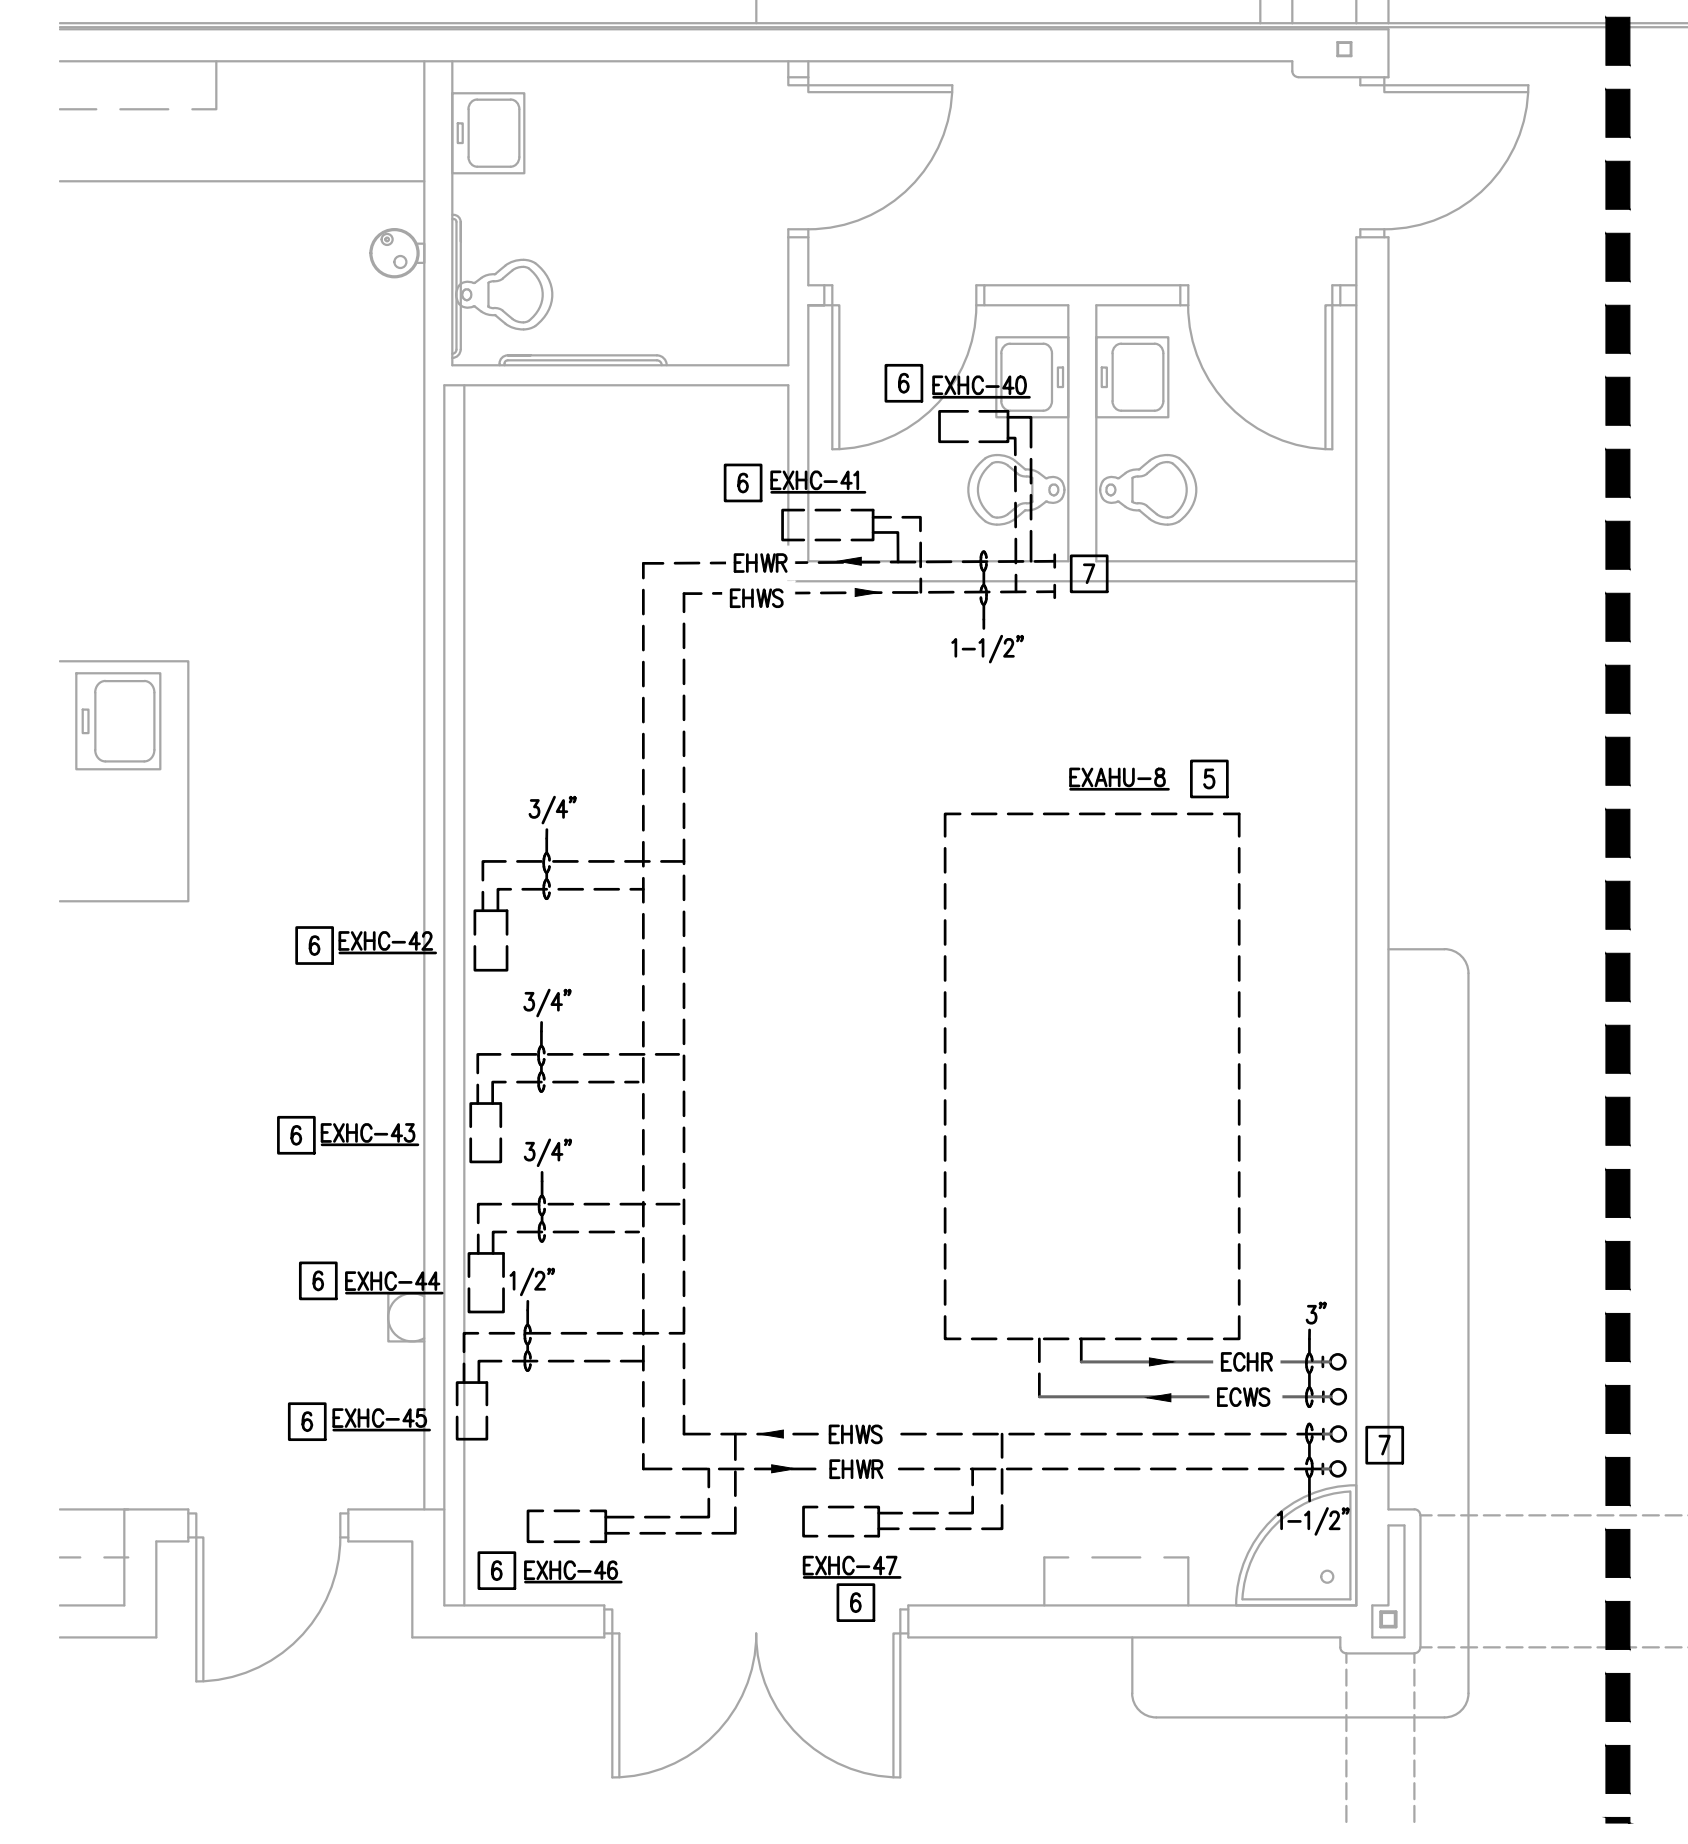 6 EXHC-40
6 EXHC-41
EHWR
7
EHWS
1-1/2"
EXAHU-8 5
3/4"
6 EXHC-42
3/4"
6 EXHC-43
3/4"
6 EXHC-44
1/2"
3"
ECHR
ECWS
6 EXHC-45
EHWS
7
EHWR
1-1/2"
6 EXHC-46
EXHC-47
6